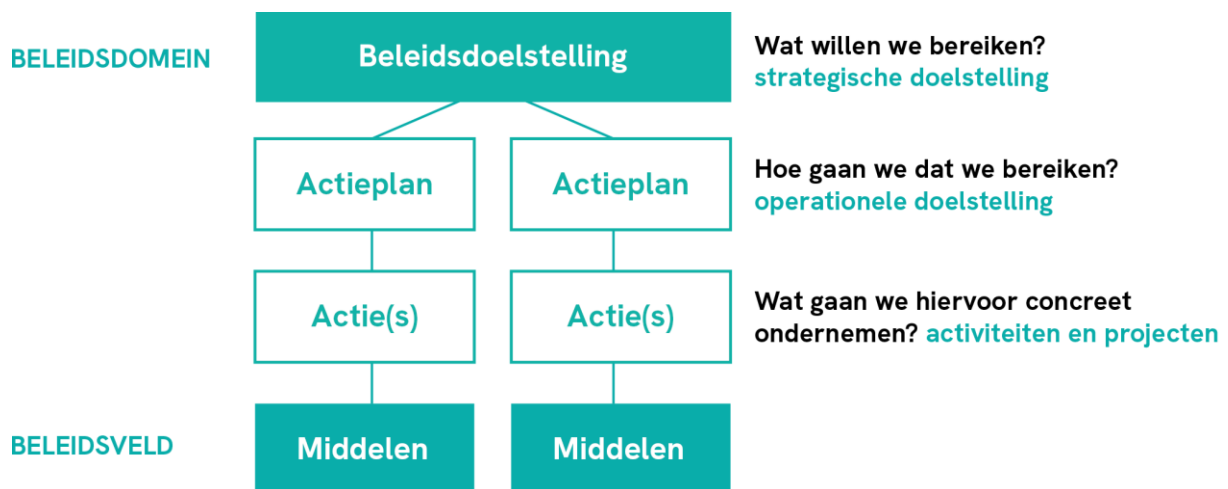 BELEIDSDOMEIN
Beleidsdoelstelling
Wat willen we bereiken?
strategische doelstelling
Actieplan
Actieplan
Hoe gaan we dat we bereiken?
operationele doelstelling
Actie(s)
Actie(s)
Wat gaan we hiervoor concreet
ondernemen? activiteiten en projecten
BELEIDSVELD
Middelen
Middelen